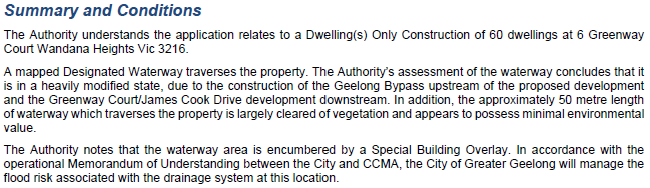 Summary and Conditions
The Authority understands the application relates to a Dwelling(s) Only Construction of 60 dwellings at 6 Greenway
Court Wandana Heights Vic 3216.
A mapped Designated Waterway traverses the property. The Authority's assessment of the waterway concludes that it
is in a heavily modified state, due to the construction of the Geelong Bypass upstream of the proposed development
and the Greenway Court/James Cook Drive development downstream. In addition, the approximately 50 metre length
of waterway which traverses the property is largely cleared of vegetation and appears to possess minimal environmental
value.
The Authority notes that the waterway area is encumbered by a Special Building Overlay. In accordance with the
operational Memorandum of Understanding between the City and CCMA, the City of Greater Geelong will manage the
flood risk associated with the drainage system at this location.